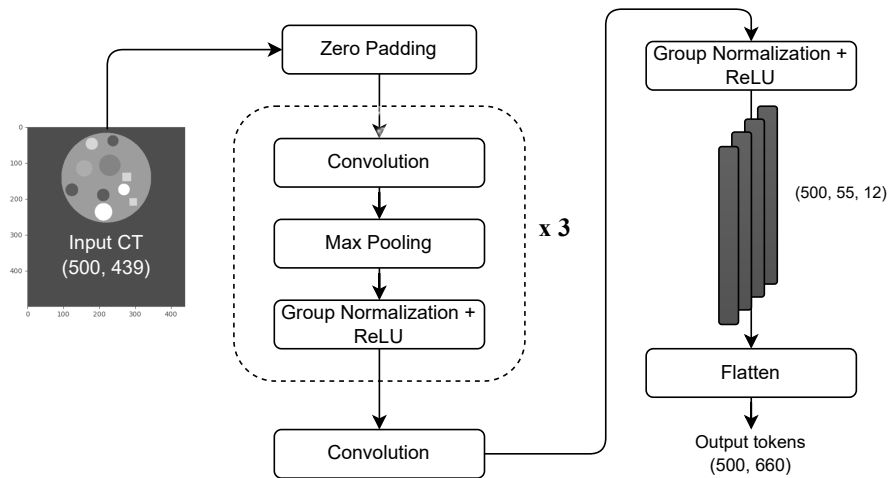 Zero Padding
Group Normalization +
ReLU
0
100
200
300
400
0
100
200
300
400
Input CT
(500, 439)
Convolution
Max Pooling
Group Normalization +
ReLU
x 3
Convolution
(500, 55, 12)
Flatten
Output tokens
(500, 660)